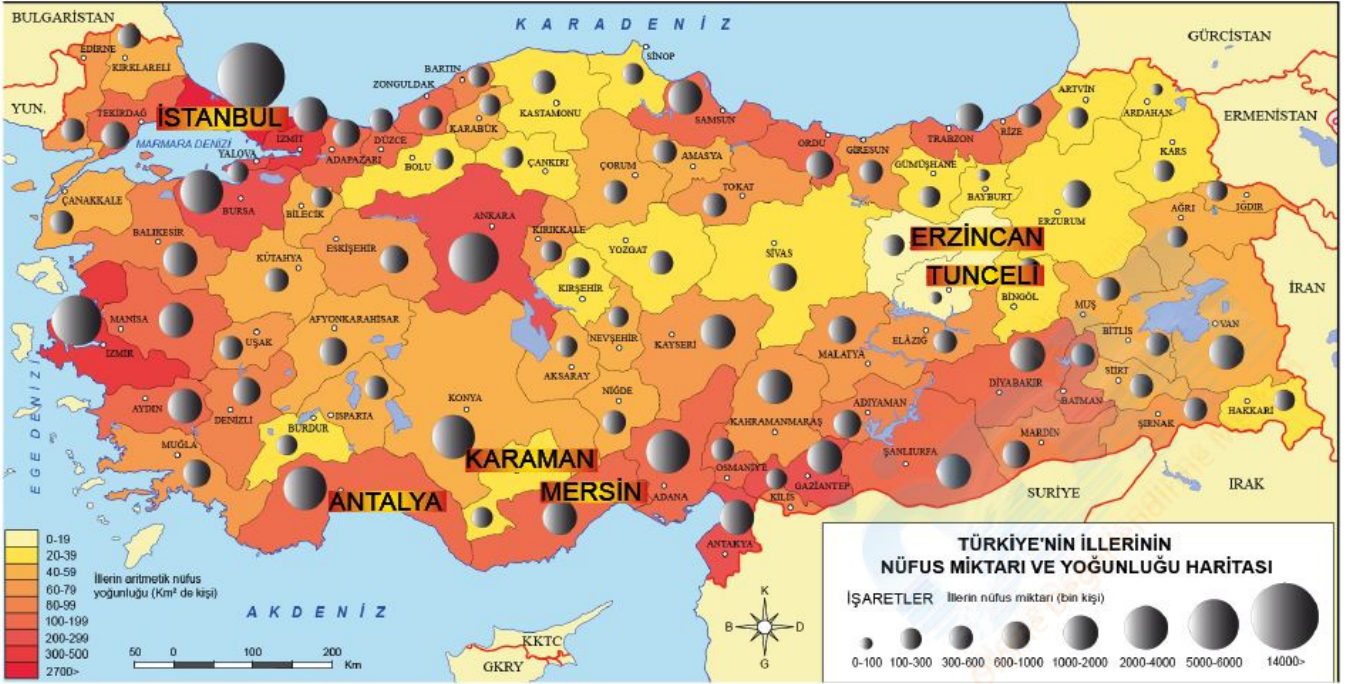 BULGARİSTAN
K A R A D E N İ Z
GÜRCİSTAN
EDİRNE
KIRKLARELİ
SİNOP
BARTIN
ZONGULDAK
KASTAMONU
ARTVİN
ARDAHAN
YUN.
TEKİRDAĞ
İSTANBUL
KARABÜK
SAMSUN
ERMENİSTAN
MARMARA DENİZİ
İZMİT
DÜZCE
TRABZON
RİZE
YALOVA
ADAPAZARI
BOLU
ÇANKIRI
ÇORUM
AMASYA
ORDU
GİRESUN
GÜMÜŞHANE
KARS
ÇANAKKALE
BURSA
BİLECİK
TOKAT
BAYBURT
ERZURUM
AĞRI
IĞDIR
ANKARA
BALIKESİR
ESKİŞEHİR
KIRIKKALE
YOZGAT
SİVAS
ERZİNCAN
KÜTAHYA
TUNCELİ
İRAN
KIRŞEHİR
BİNGÖL
MUŞ
MANİSA
AFYONKARAHİSAR
UŞAK
NEVŞEHİR
KAYSERİ
MALATYA
ELÂZIĞ
BİTLİS
VAN
İZMİR
AKSARAY
DİYABAKIR
SİİRT
EGE DENİZİ
AYDIN
DENİZLİ
ISPARTA
KONYA
NİĞDE
KAHRAMANMARAŞ
ADIYAMAN
BATMAN
HAKKARİ
MUĞLA
BURDUR
MARDİN
ŞIRNAK
KARAMAN
OSMANİYE
ŞANLIURFA
ANTALYA
MERSİN
ADANA
KİLİS
GAZİANTEP
SURİYE
IRAK
ANTAKYA
0-19
20-39
40-59
60-79
80-99
100-199
200-299
300-500
2700>
İllerin aritmetik nüfus
yoğunluğu (Km² de kişi)
A K D E N İ Z
50 0 100 200
Km
KKTC
GKRY
K
B D
G
TÜRKİYE'NİN İLLERİNİN
NÜFUS MİKTARI VE YOĞUNLUĞU HARİTASI
İŞARETLER İllerin nüfus miktarı (bin kişi)
0-100 100-300 300-600 600-1000 1000-2000 2000-4000 5000-6000 14000>